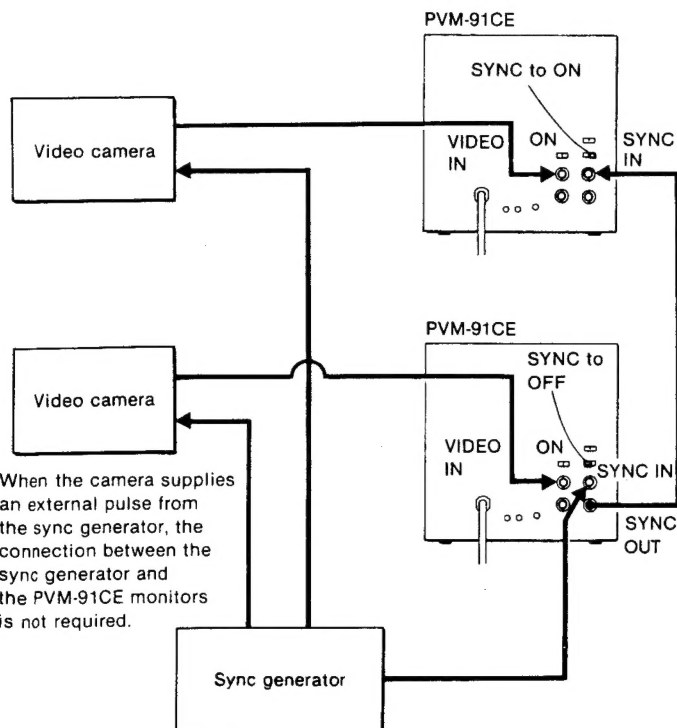 PVM-91CE
SYNC to ON
Video camera
VIDEO
IN
ON
SYNC
IN
PVM-91CE
SYNC to
OFF
Video camera
VIDEO
IN
ON
SYNC IN
SYNC
OUT
When the camera supplies
an external pulse from
the sync generator, the
connection between the
sync generator and
the PVM-91CE monitors
is not required.
Sync generator